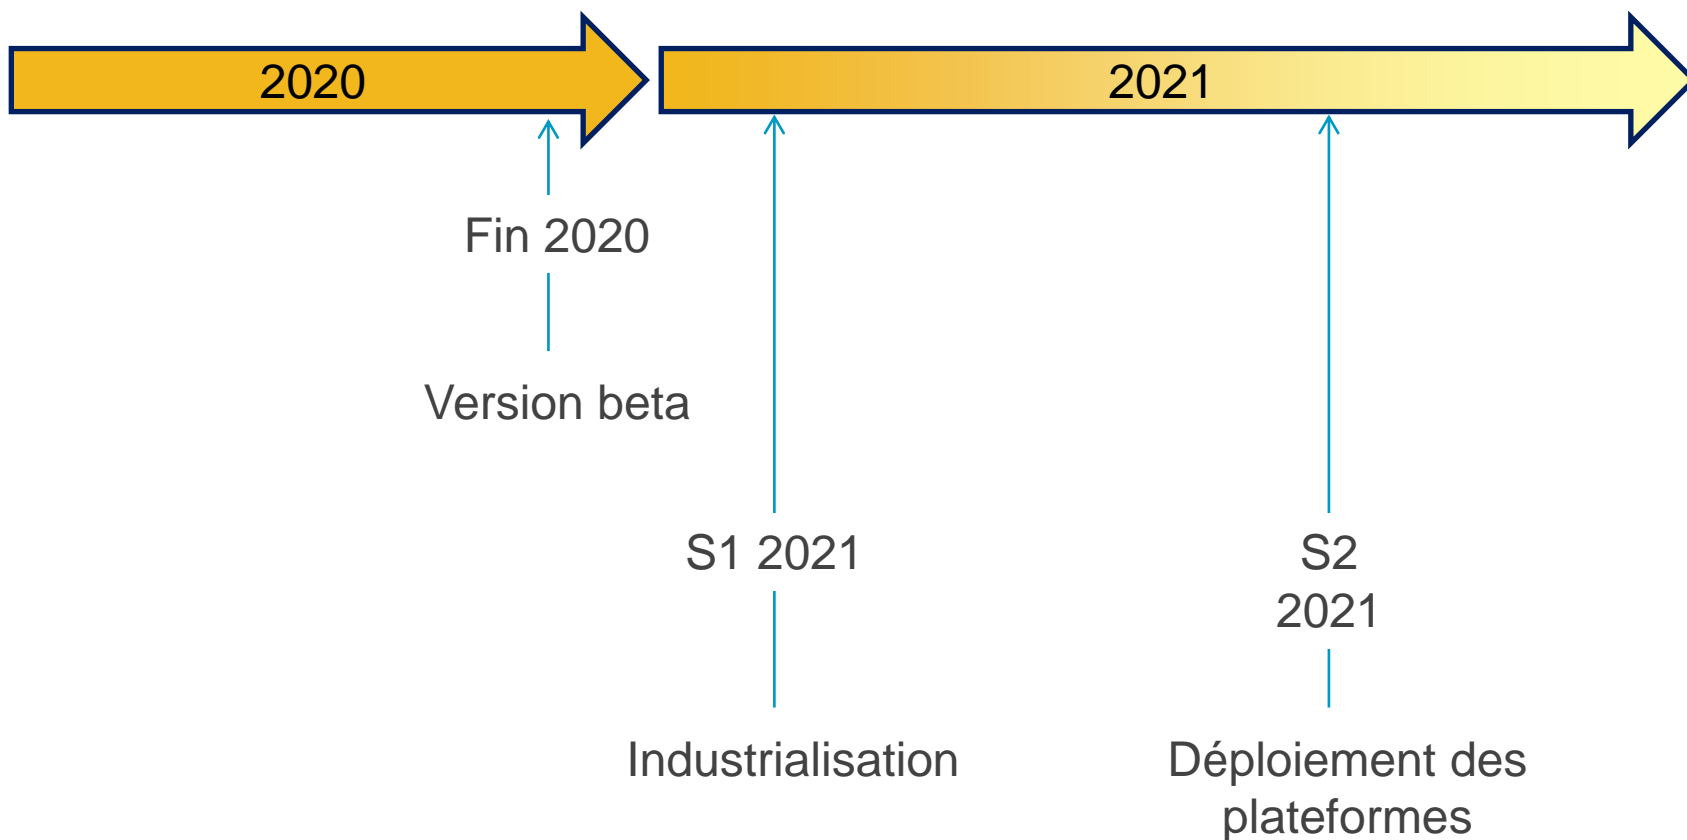 2020
2021
Fin 2020
Version beta
S1 2021
S2
2021
Industrialisation
Déploiement des
plateformes